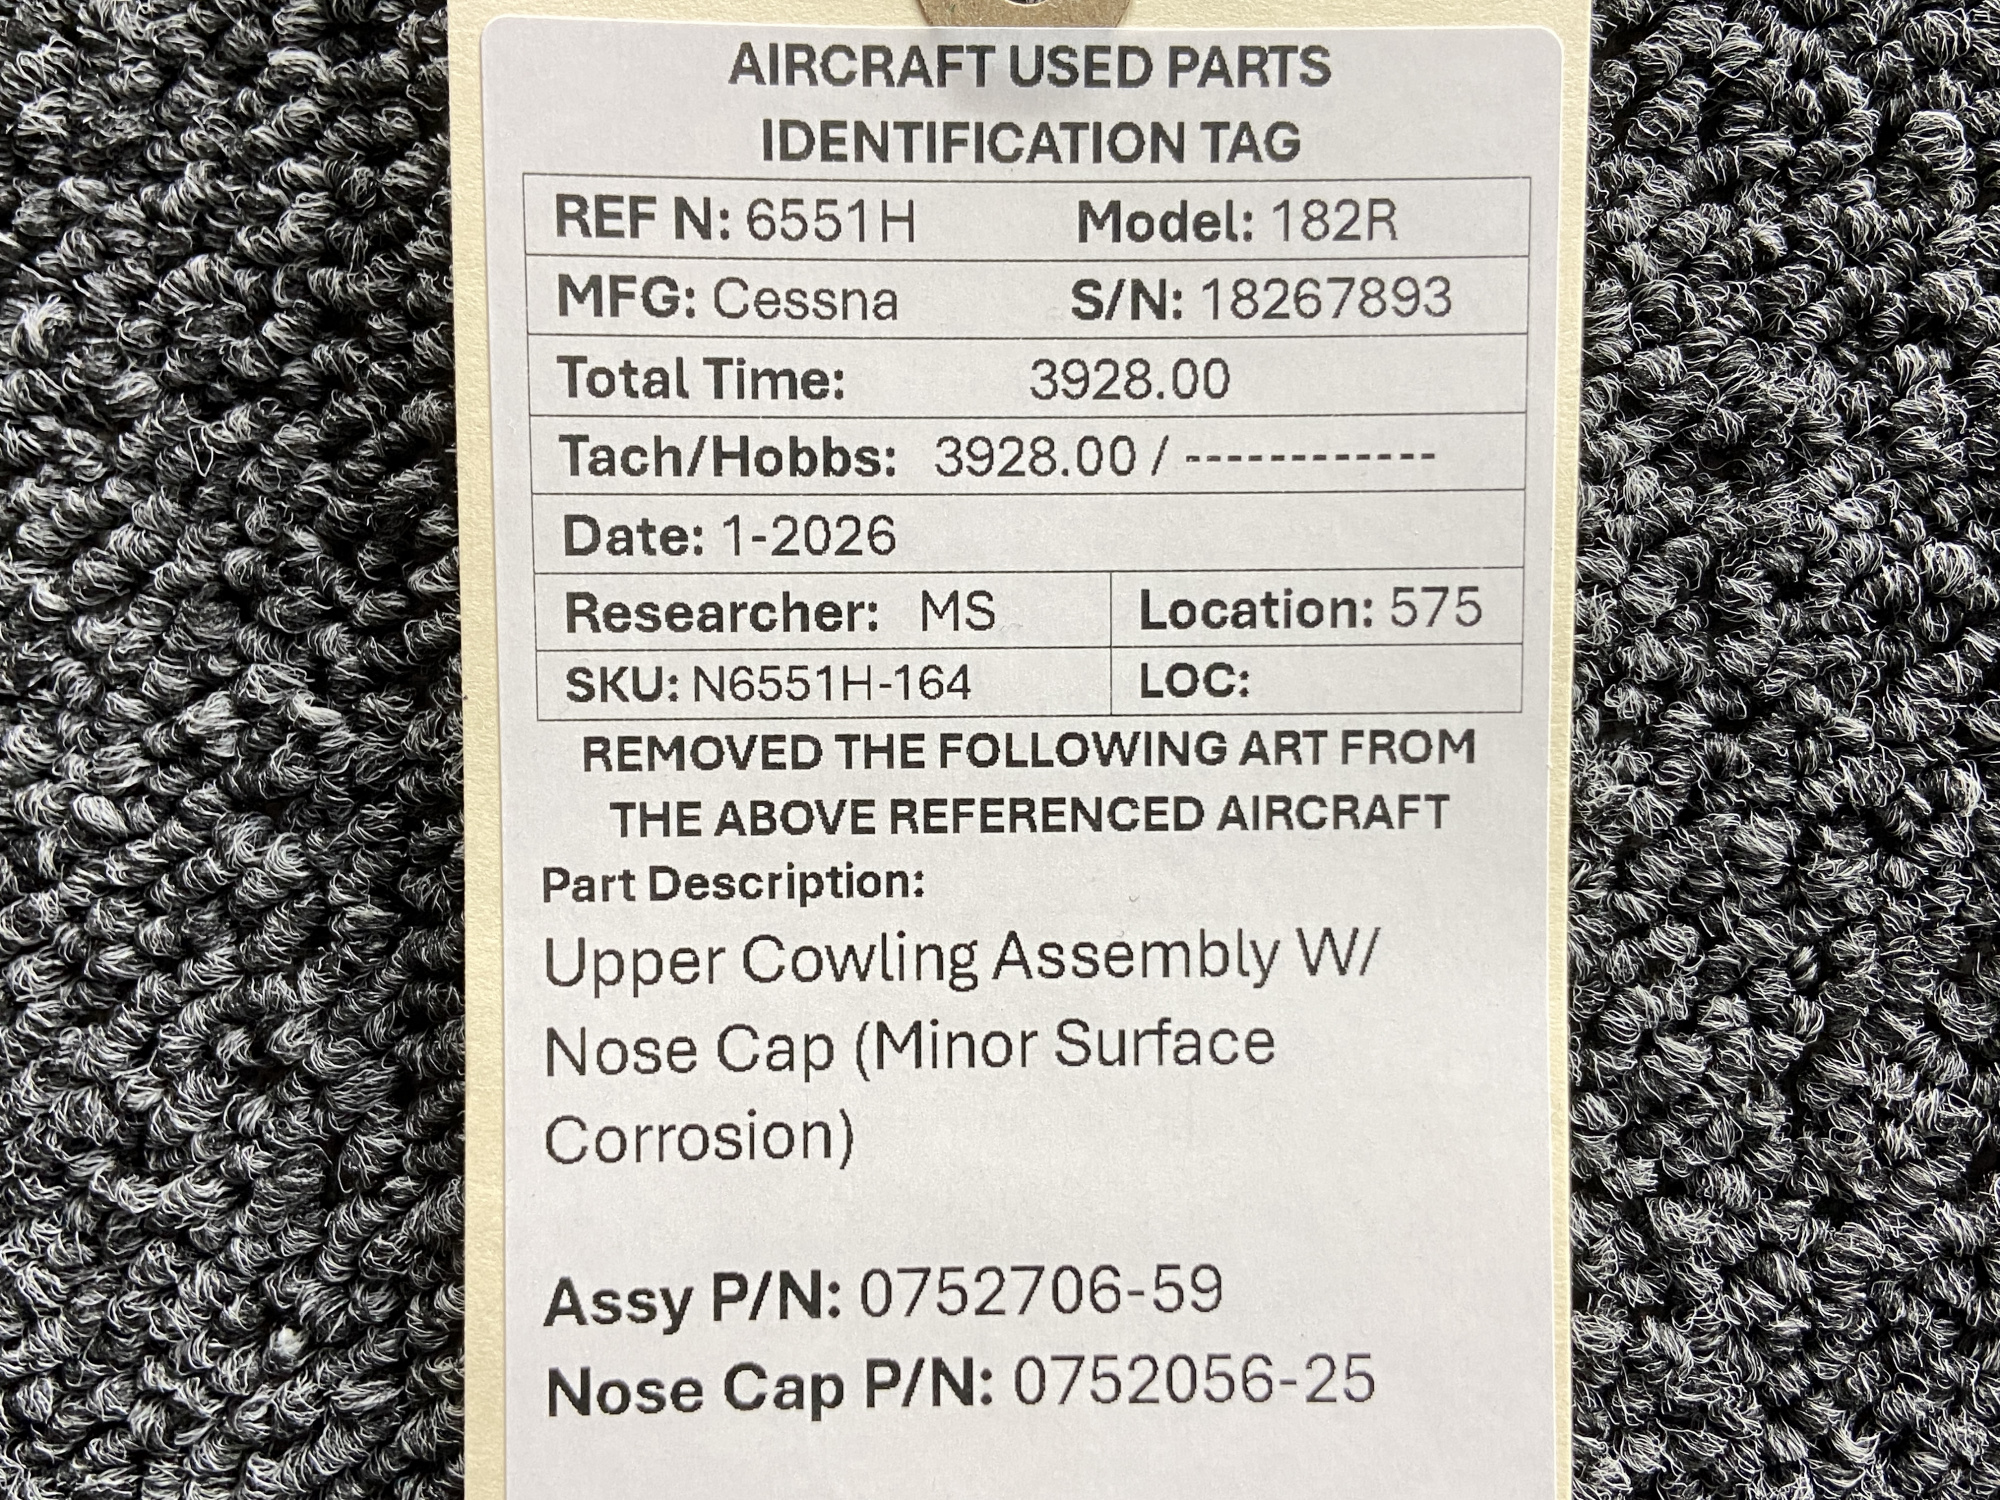 AIRCRAFT USED PARTS
IDENTIFICATION TAG
REF N: 6551H Model: 182R
MFG: Cessna S/N: 18267893
Total Time: 3928.00
Tach/Hobbs: 3928.00 / ------------
Date: 1-2026
Researcher: MS Location: 575
SKU: N6551H-164 LOC:
REMOVED THE FOLLOWING ART FROM
THE ABOVE REFERENCED AIRCRAFT
Part Description:
Upper Cowling Assembly W/
Nose Cap (Minor Surface
Corrosion)
Assy P/N: 0752706-59
Nose Cap P/N: 0752056-25